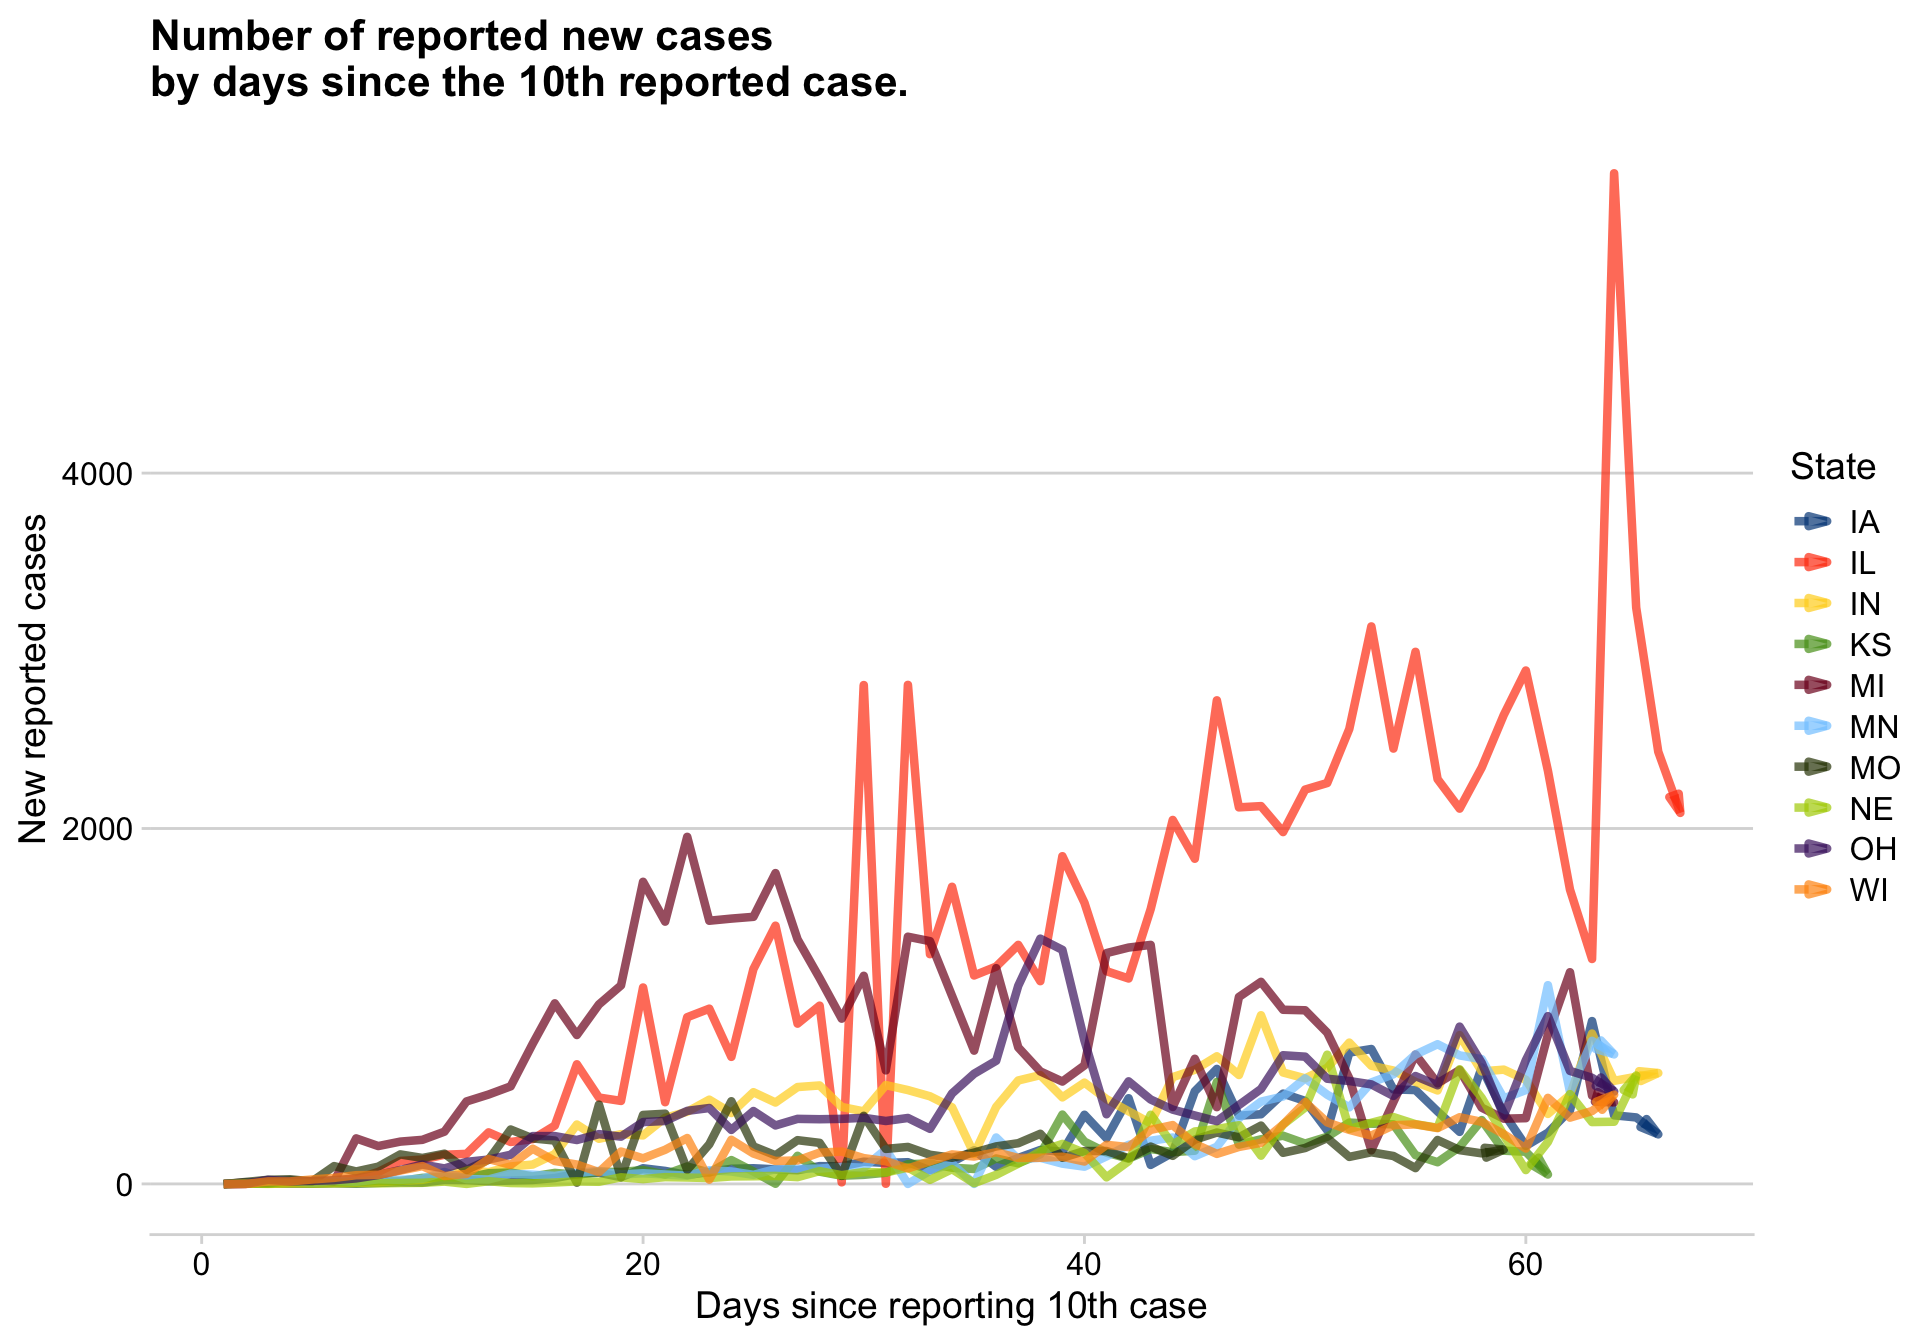 Number of reported new cases
by days since the 10th reported case.
New reported cases
4000
2000
0
0
20
40
60
Days since reporting 10th case
State
IA
IL
IN
KS
MI
MN
MO
NE
OH
WI